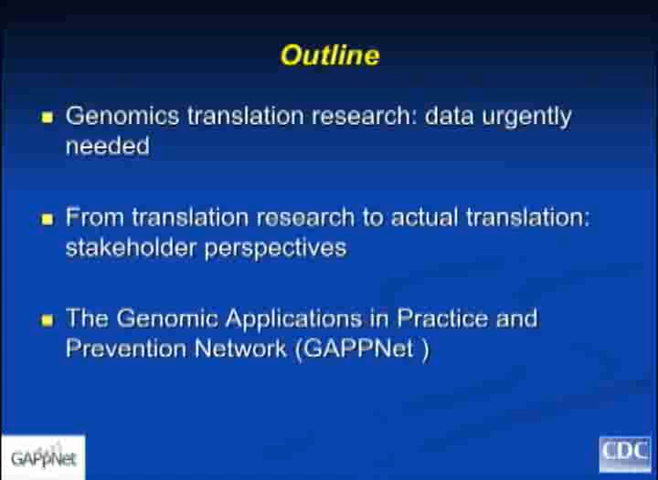 Outline
Genomics translation research: data urgently
needed
From translation research to actual translation:
stakeholder perspectives
The Genomic Applications in Practice and
Prevention Network (GAPPNet )
GAPPNet
CDC